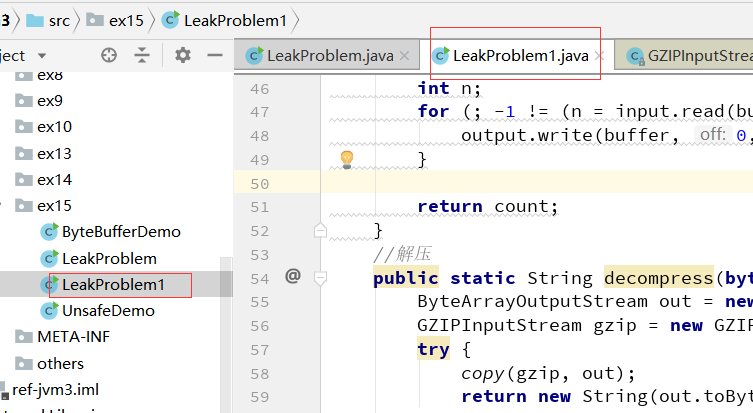 n3 src ex15 LeakProblem1
ject
LeakProblem.java LeakProblem1.java GZIPInputStrea
ex8
ex9
ex10
ex13
ex14
ex15
ByteBufferDemo
LeakProblem
LeakProblem1
UnsafeDemo
META-INF
others
ref-jvm3.iml
46 int n;
47 for (; -1 != (n = input.read(bu
48 output.write(buffer, off: 0,
49 }
50
51 return count;
52 }
53 //解压
54 @ public static String decompress(byt
55 ByteArrayOutputStream out = new
56 GZIPInputStream gzip = new GZIP
57 try {
58 copy(gzip, out);
59 return new String(out.toByt